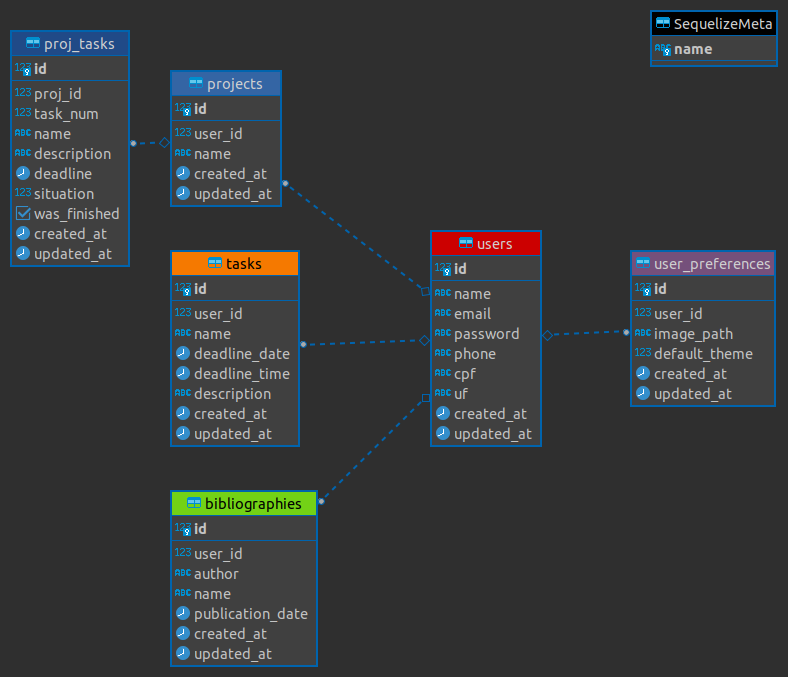 proj_tasks
123 id
123 proj_id
123 task_num
ABC name
ABC description
deadline
123 situation
was_finished
created_at
updated_at
projects
123 id
123 user_id
ABC name
created_at
updated_at
tasks
123 id
123 user_id
ABC name
deadline_date
deadline_time
ABC description
created_at
updated_at
bibliographies
123 id
123 user_id
ABC author
ABC name
publication_date
created_at
updated_at
users
123 id
ABC name
ABC email
ABC password
ABC phone
ABC cpf
ABC uf
created_at
updated_at
SequelizeMeta
ABC name
user_preferences
123 id
123 user_id
ABC image_path
123 default_theme
created_at
updated_at